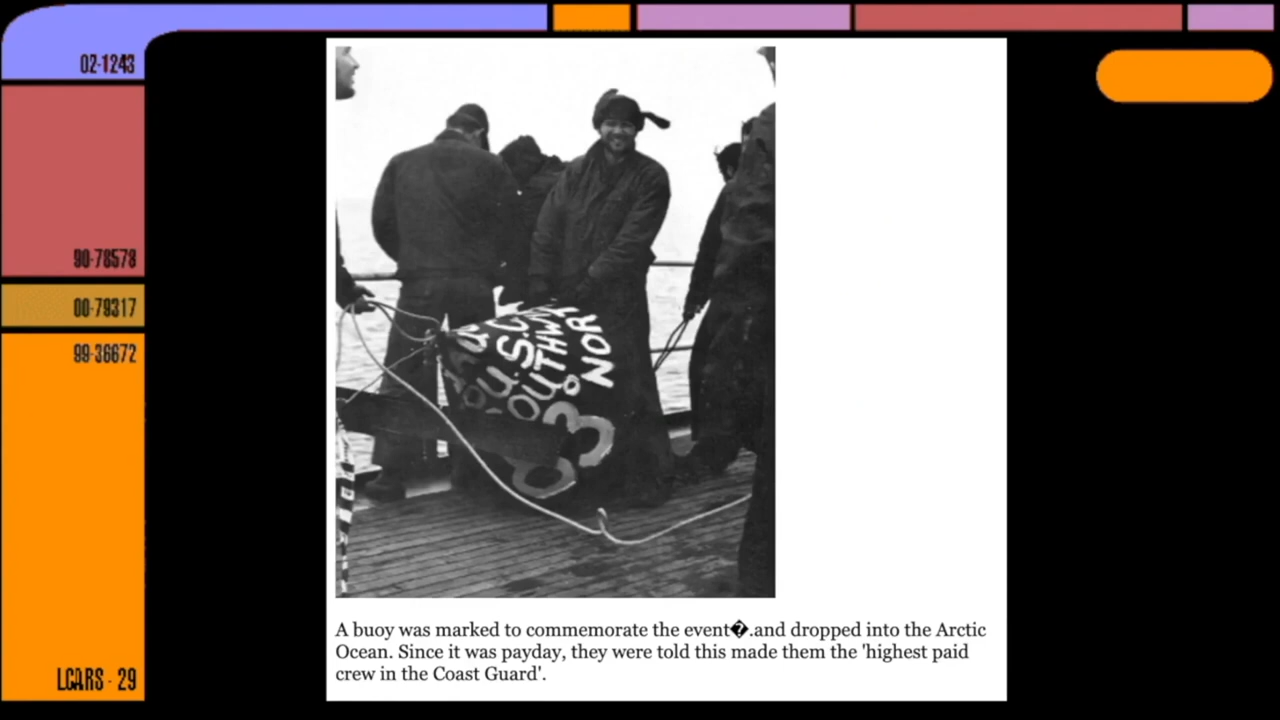 02-1243
90-78578
00-79317
99-36672
LCARS - 29
U.S.C
OUTHW
3° NOR
A buoy was marked to commemorate the event�.and dropped into the Arctic
Ocean. Since it was payday, they were told this made them the 'highest paid
crew in the Coast Guard'.